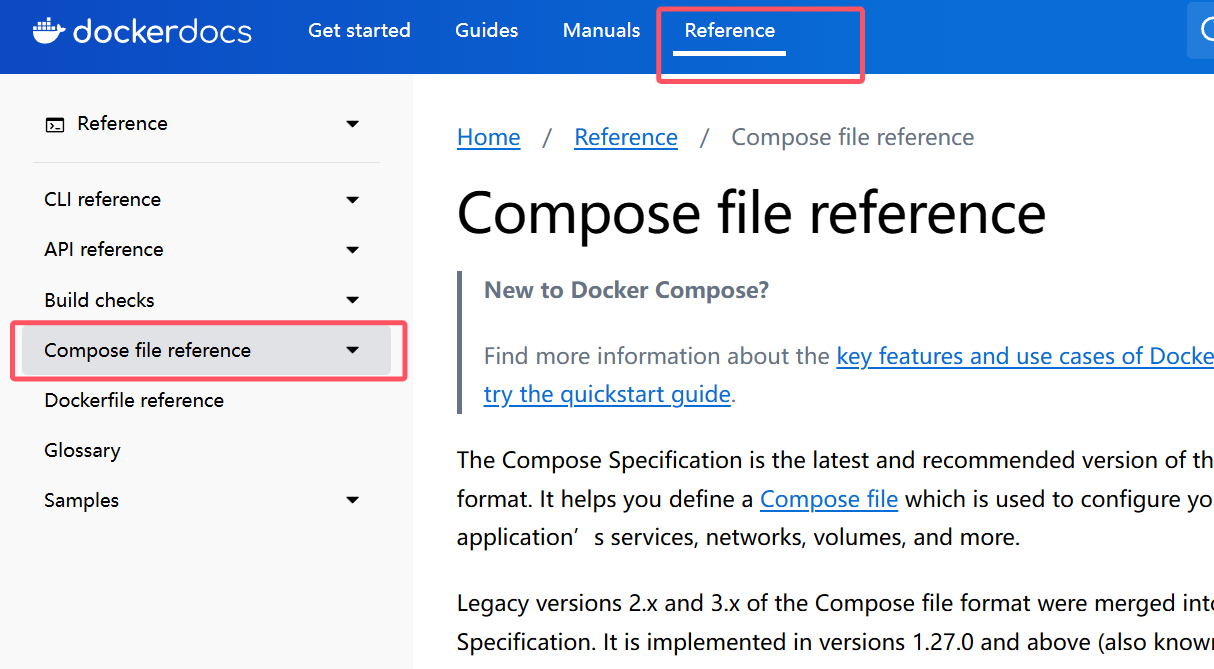 dockerdocs Get started Guides Manuals Reference
Reference
CLI reference
API reference
Build checks
Compose file reference
Dockerfile reference
Glossary
Samples
Home / Reference / Compose file reference
Compose file reference
New to Docker Compose?
Find more information about the key features and use cases of Docke
try the quickstart guide.
The Compose Specification is the latest and recommended version of th
format. It helps you define a Compose file which is used to configure yo
application’s services, networks, volumes, and more.
Legacy versions 2.x and 3.x of the Compose file format were merged int
Specification. It is implemented in versions 1.27.0 and above (also know